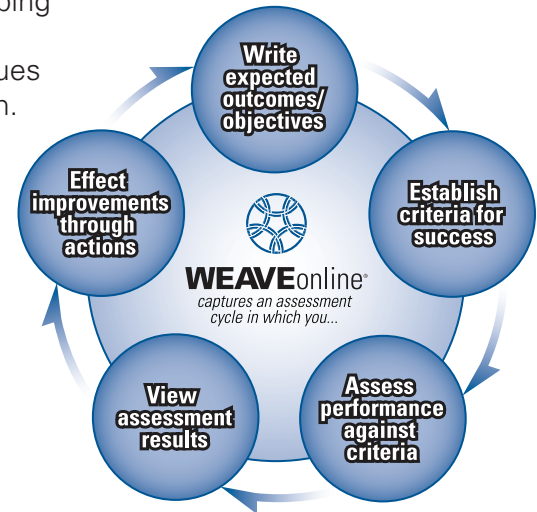 Write
expected
outcomes/
objectives
Establish
criteria for
success
Assess
performance
against
criteria
View
assessment
results
Effect
improvements
through
actions
WEAVEonline®
captures an assessment
cycle in which you...